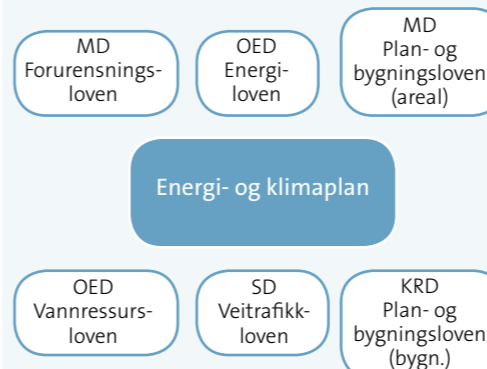 MD
Forurensnings-
loven
OED
Energi-
loven
MD
Plan- og
bygningsloven
(areal)
Energi- og klimaplan
OED
Vannressurs-
loven
SD
Veitrafikk-
loven
KRD
Plan- og
bygningsloven
(bygn.)